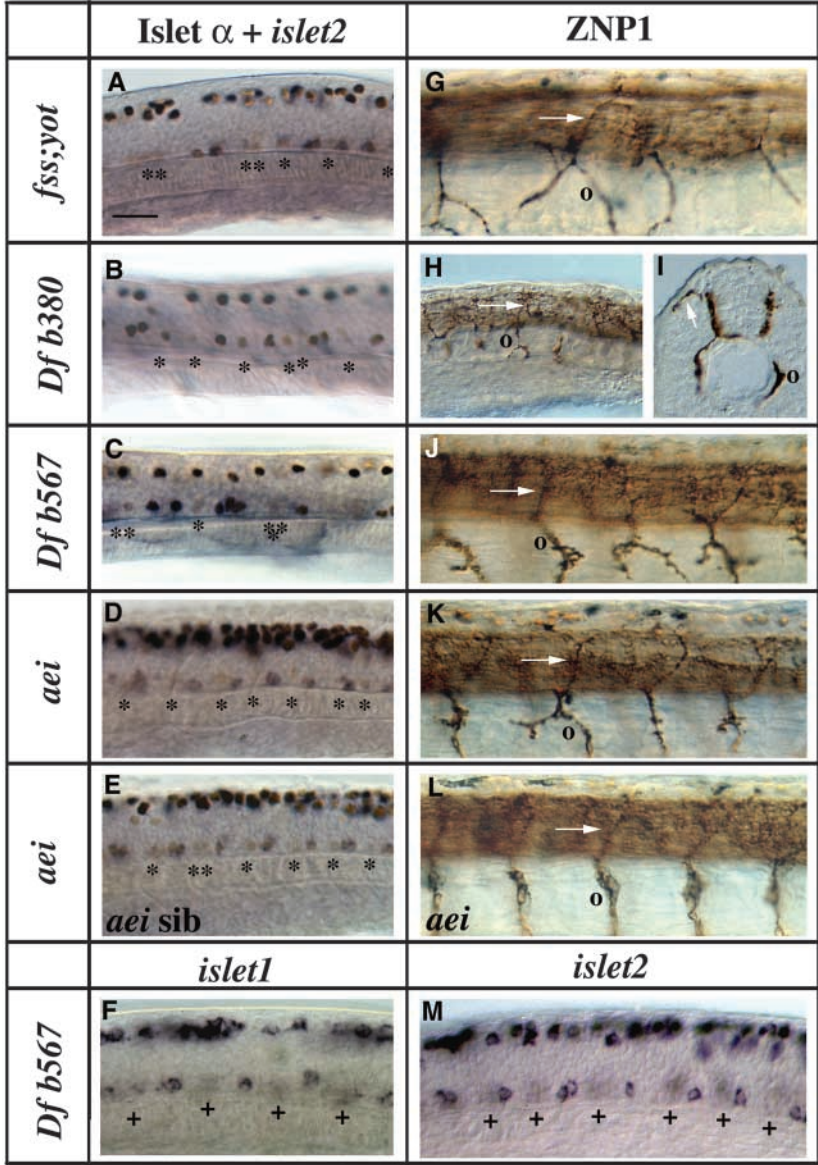 Islet α + islet2 ZNP1
fss;yot
A
** ** * * *
G
o
Df b380
B
* * * ** *
H
o
I
o
Df b567
C
** * ***
J
o
aei
D
* * * * * * *
K
o
aei
E
* ** * * * *
aei sib
L
o
aei
islet1 islet2
Df b567
F
+ + + +
M
+ + + + + +